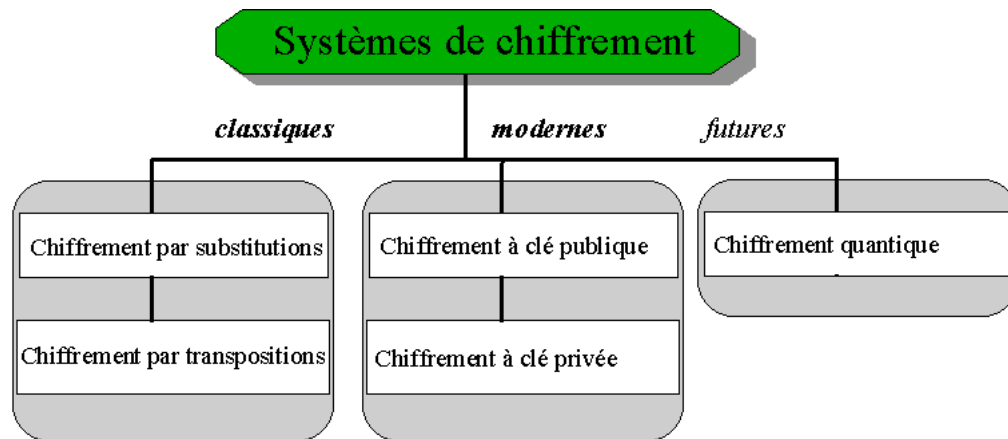 Systèmes de chiffrement
classiques modernes futures
Chiffrement par substitutions
Chiffrement par transpositions
Chiffrement à clé publique
Chiffrement à clé privée
Chiffrement quantique